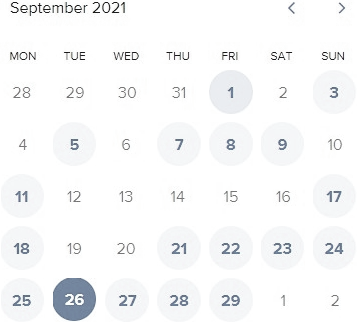 September 2021
MON TUE WED THU FRI SAT SUN
28 29 30 31 1 2 3
4 5 6 7 8 9 10
11 12 13 14 15 16 17
18 19 20 21 22 23 24
25 26 27 28 29 1 2